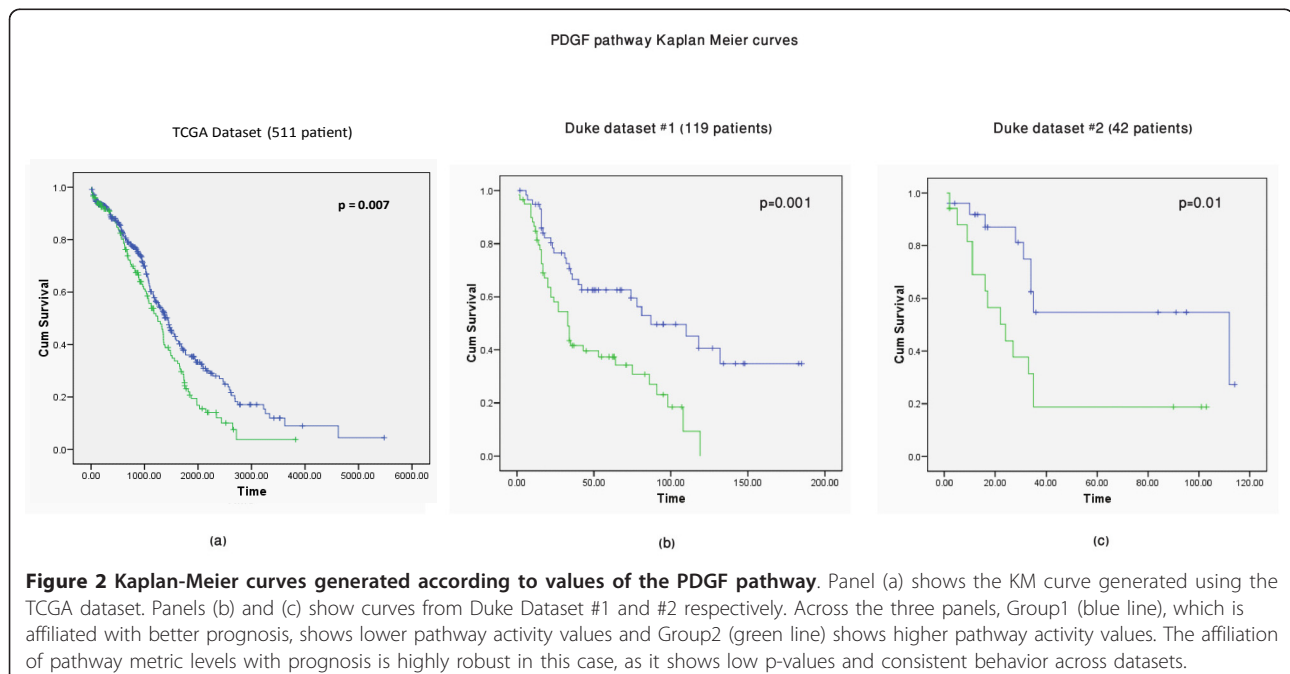 PDGF pathway Kaplan Meier curves
TCGA Dataset (511 patient)
Duke dataset #1 (119 patients)
Duke dataset #2 (42 patients)
p = 0.007
1.0
0.8
0.6
0.4
0.2
0.0
Cum Survival
0.00 1000.00 2000.00 3000.00 4000.00 5000.00 6000.00
Time
(a)
p=0.001
1.0
0.8
0.6
0.4
0.2
0.0
Cum Survival
0.00 50.00 100.00 150.00 200.00
Time
(b)
p=0.01
1.0
0.8
0.6
0.4
0.2
0.0
Cum Survival
0.00 20.00 40.00 60.00 80.00 100.00 120.00
Time
(c)
Figure 2 Kaplan-Meier curves generated according to values of the PDGF pathway. Panel (a) shows the KM curve generated using the
TCGA dataset. Panels (b) and (c) show curves from Duke Dataset #1 and #2 respectively. Across the three panels, Group1 (blue line), which is
affiliated with better prognosis, shows lower pathway activity values and Group2 (green line) shows higher pathway activity values. The affiliation
of pathway metric levels with prognosis is highly robust in this case, as it shows low p-values and consistent behavior across datasets.